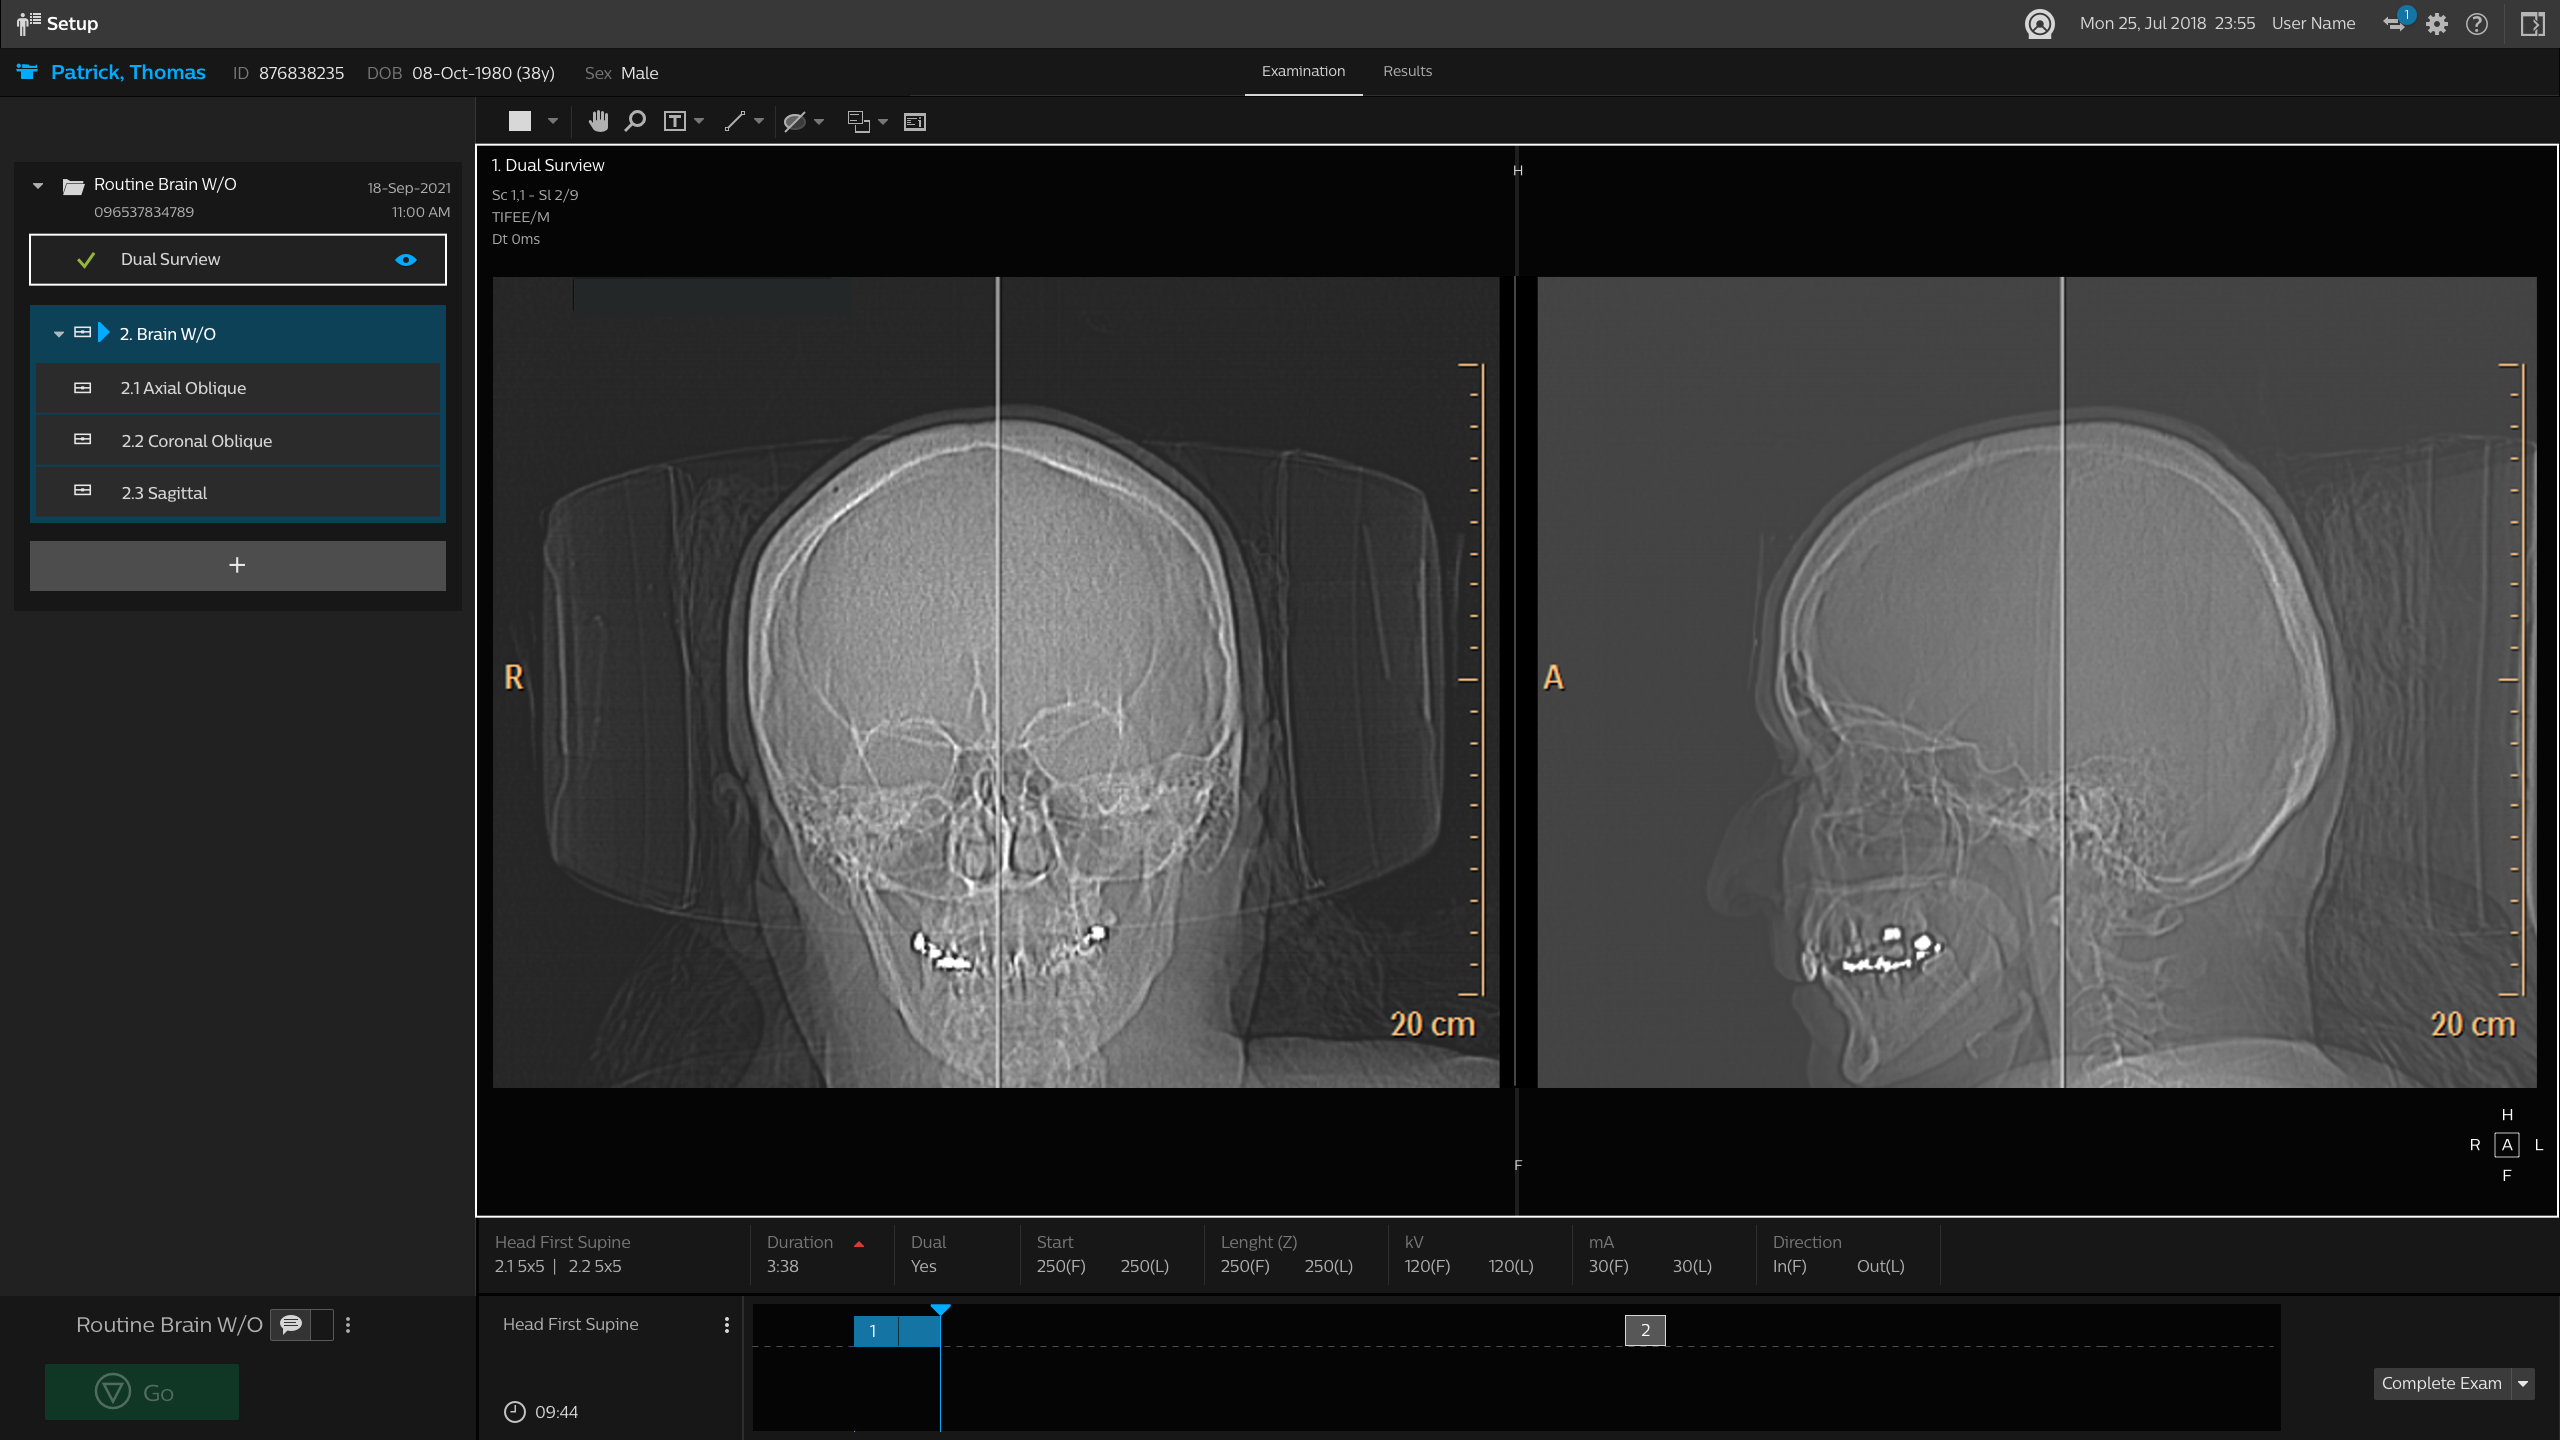 Setup
Mon 25, Jul 2018 23:55 User Name 1
Patrick, Thomas ID 876838235 DOB 08-Oct-1980 (38y) Sex Male
Examination Results
T
Routine Brain W/O 18-Sep-2021
096537834789 11:00 AM
Dual Surview
2. Brain W/O
2.1 Axial Oblique
2.2 Coronal Oblique
2.3 Sagittal
+
1. Dual Surview
Sc 1,1 - Sl 2/9
TIFEE/M
Dt 0ms
H
R
20 cm
A
20 cm
F
H
R A L
F
Head First Supine
2.1 5x5 | 2.2 5x5
Duration
3:38
Dual
Yes
Start
250(F) 250(L)
Lenght (Z)
250(F) 250(L)
kV
120(F) 120(L)
mA
30(F) 30(L)
Direction
In(F) Out(L)
Routine Brain W/O
Go
Head First Supine
09:44
1
2
Complete Exam